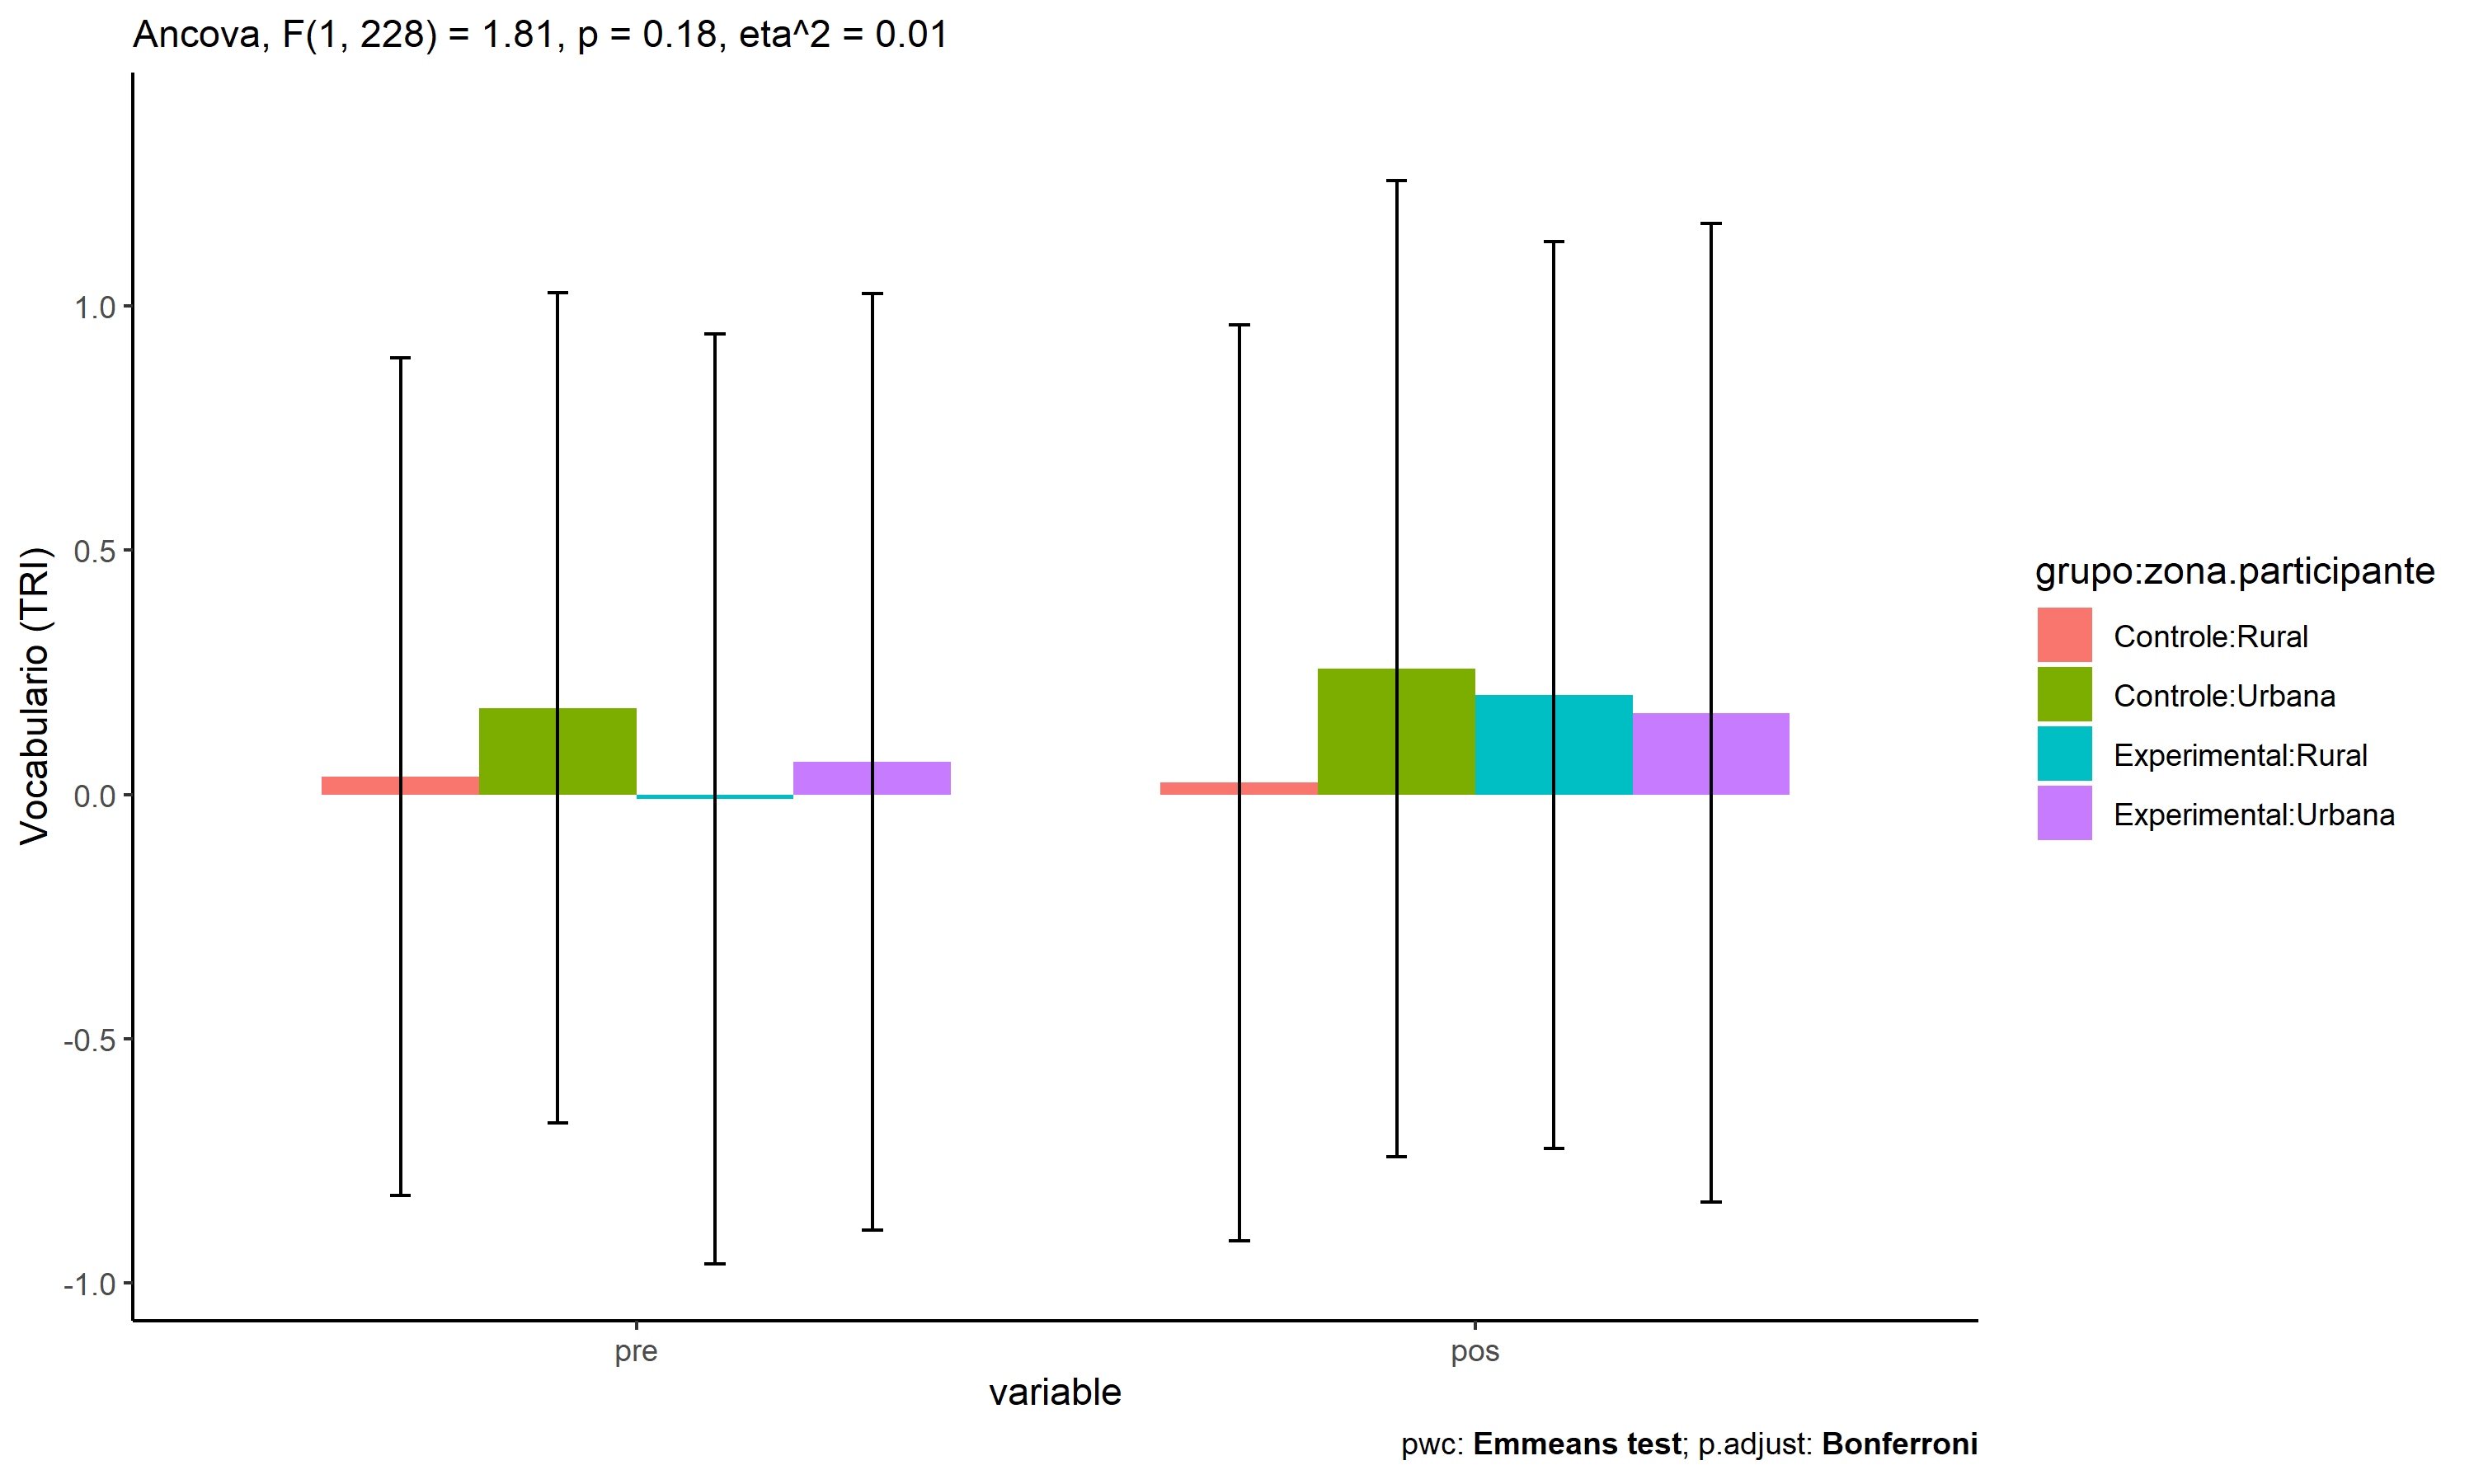 Ancova, F(1, 228) = 1.81, p = 0.18, eta^2 = 0.01
Vocabulario (TRI)
1.0
0.5
0.0
-0.5
-1.0
pre
pos
variable
grupo:zona.participante
Controle:Rural
Controle:Urbana
Experimental:Rural
Experimental:Urbana
pwc: Emmeans test; p.adjust: Bonferroni